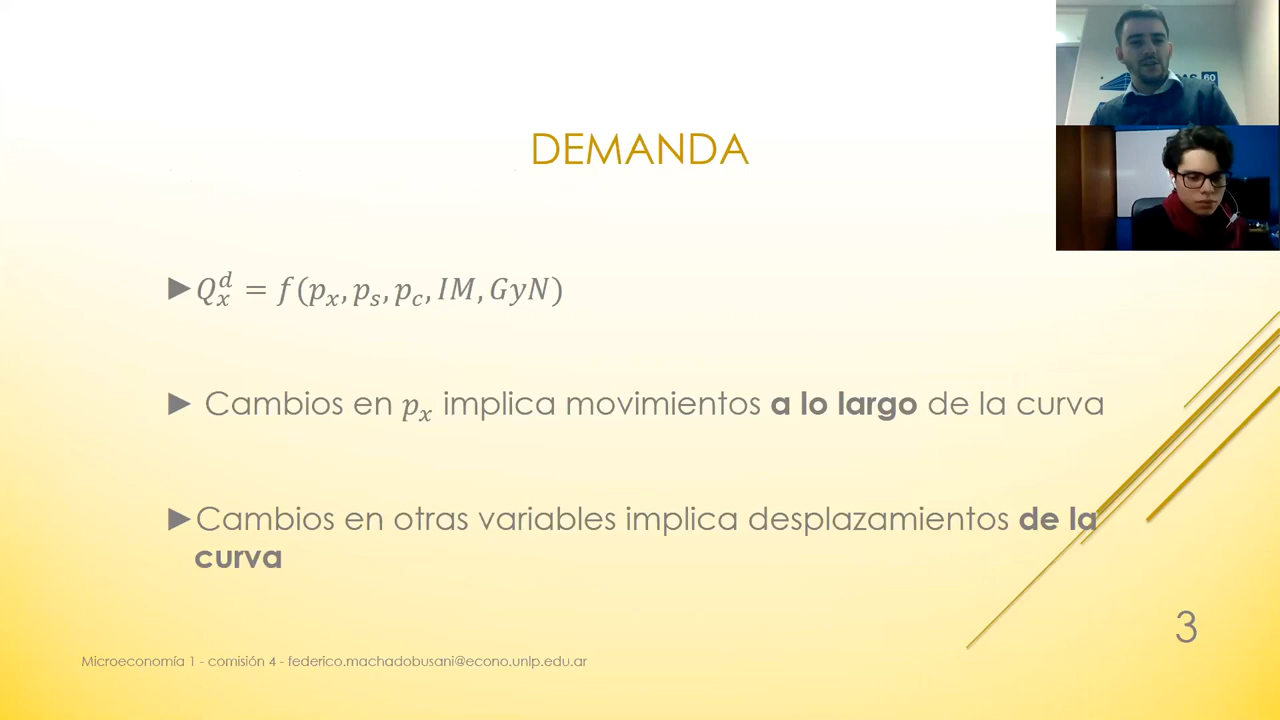 DEMANDA
►Q_x^d = f(p_x, p_s, p_c, IM, GyN)
► Cambios en p_x implica movimientos a lo largo de la curva
►Cambios en otras variables implica desplazamientos de la
curva
3
Microeconomía 1 - comisión 4 - federico.machadobusani@econo.unlp.edu.ar
60